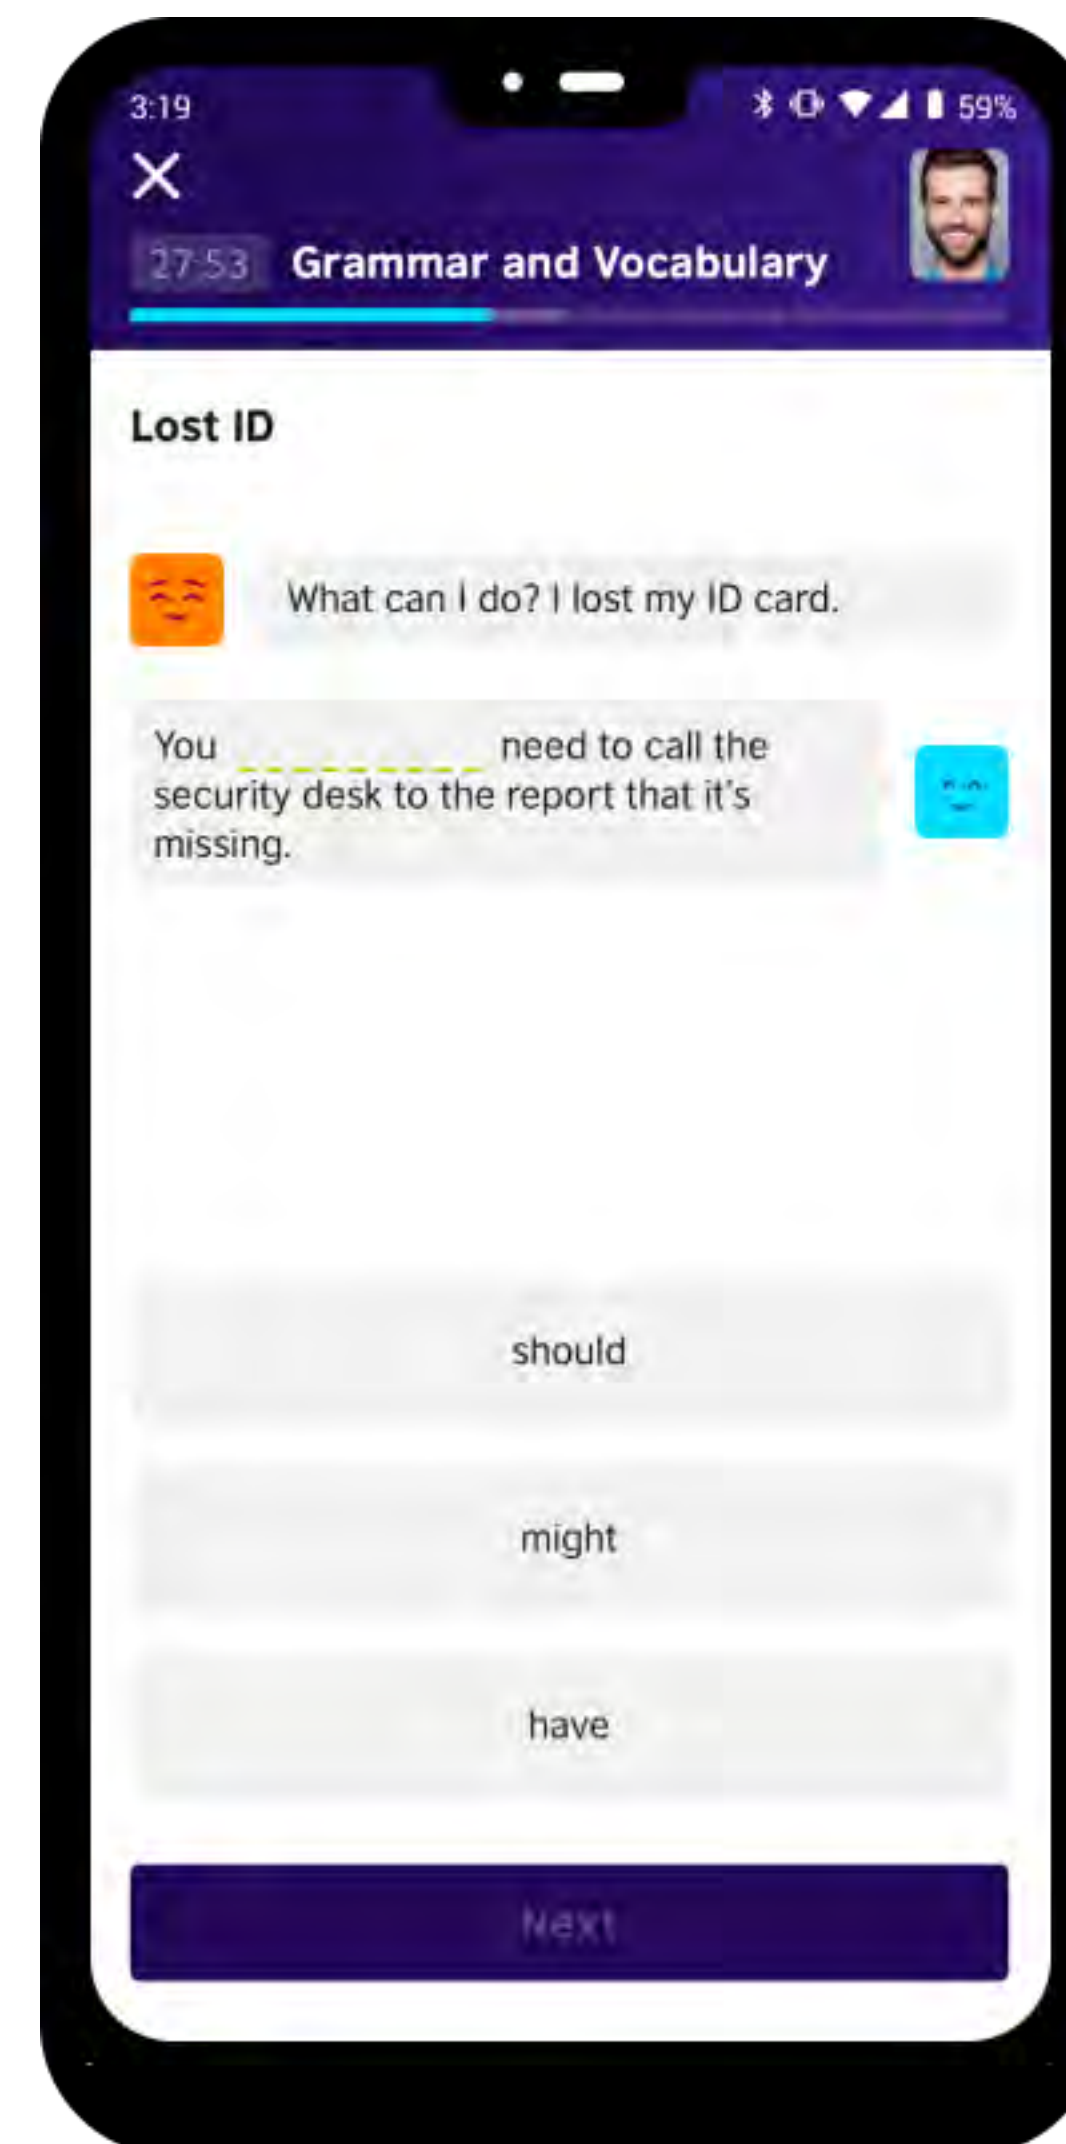 3:19
59%
27:53 Grammar and Vocabulary
Lost ID
What can I do? I lost my ID card.
You _________ need to call the
security desk to the report that it's
missing.
should
might
have
Next